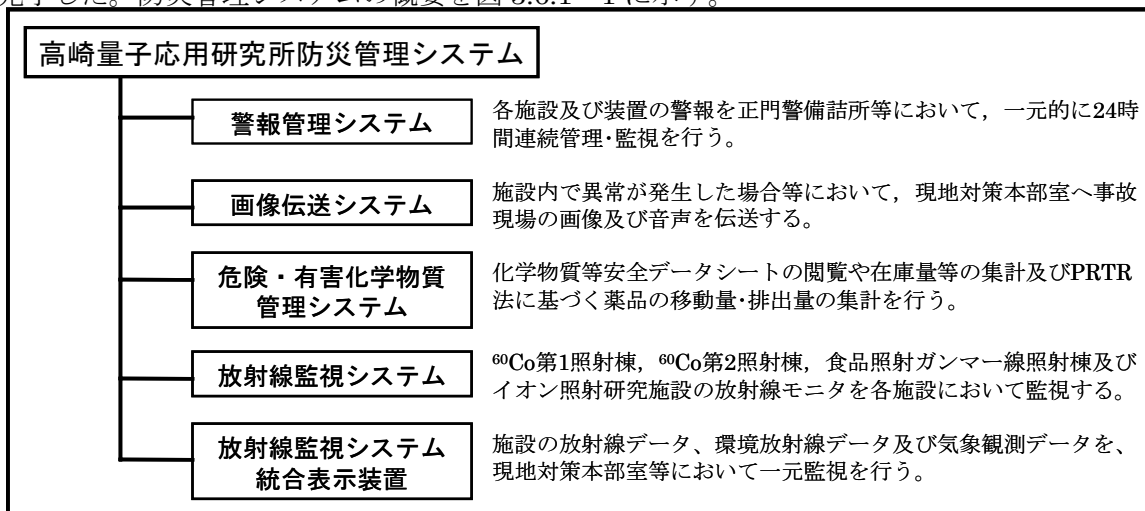 完了した。防災管理システムの概要を図 3.6.1-1 に示す。
高崎量子応用研究所防災管理システム
警報管理システム
各施設及び装置の警報を正門警備詰所等において，一元的に24時
間連続管理・監視を行う。
画像伝送システム
施設内で異常が発生した場合等において，現地対策本部室へ事故
現場の画像及び音声を伝送する。
危険・有害化学物質
管理システム
化学物質等安全データシートの閲覧や在庫量等の集計及びPRTR
法に基づく薬品の移動量・排出量の集計を行う。
放射線監視システム
⁶⁰Co第1照射棟，⁶⁰Co第2照射棟，食品照射ガンマー線照射棟及び
イオン照射研究施設の放射線モニタを各施設において監視する。
放射線監視システム
統合表示装置
施設の放射線データ、環境放射線データ及び気象観測データを、
現地対策本部室等において一元監視を行う。